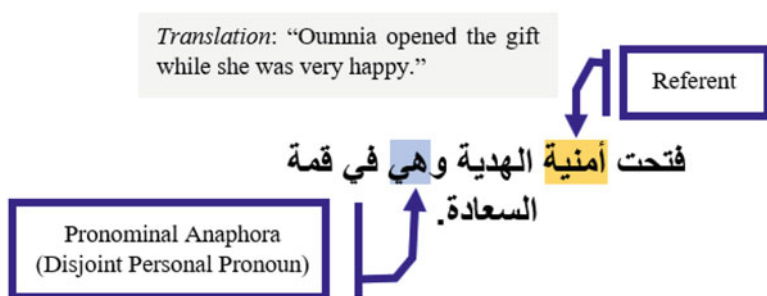 Translation: “Oumnia opened the gift
while she was very happy.”
Referent
فتحت أمنية الهدية وهي في قمة
السعادة.
Pronominal Anaphora
(Disjoint Personal Pronoun)